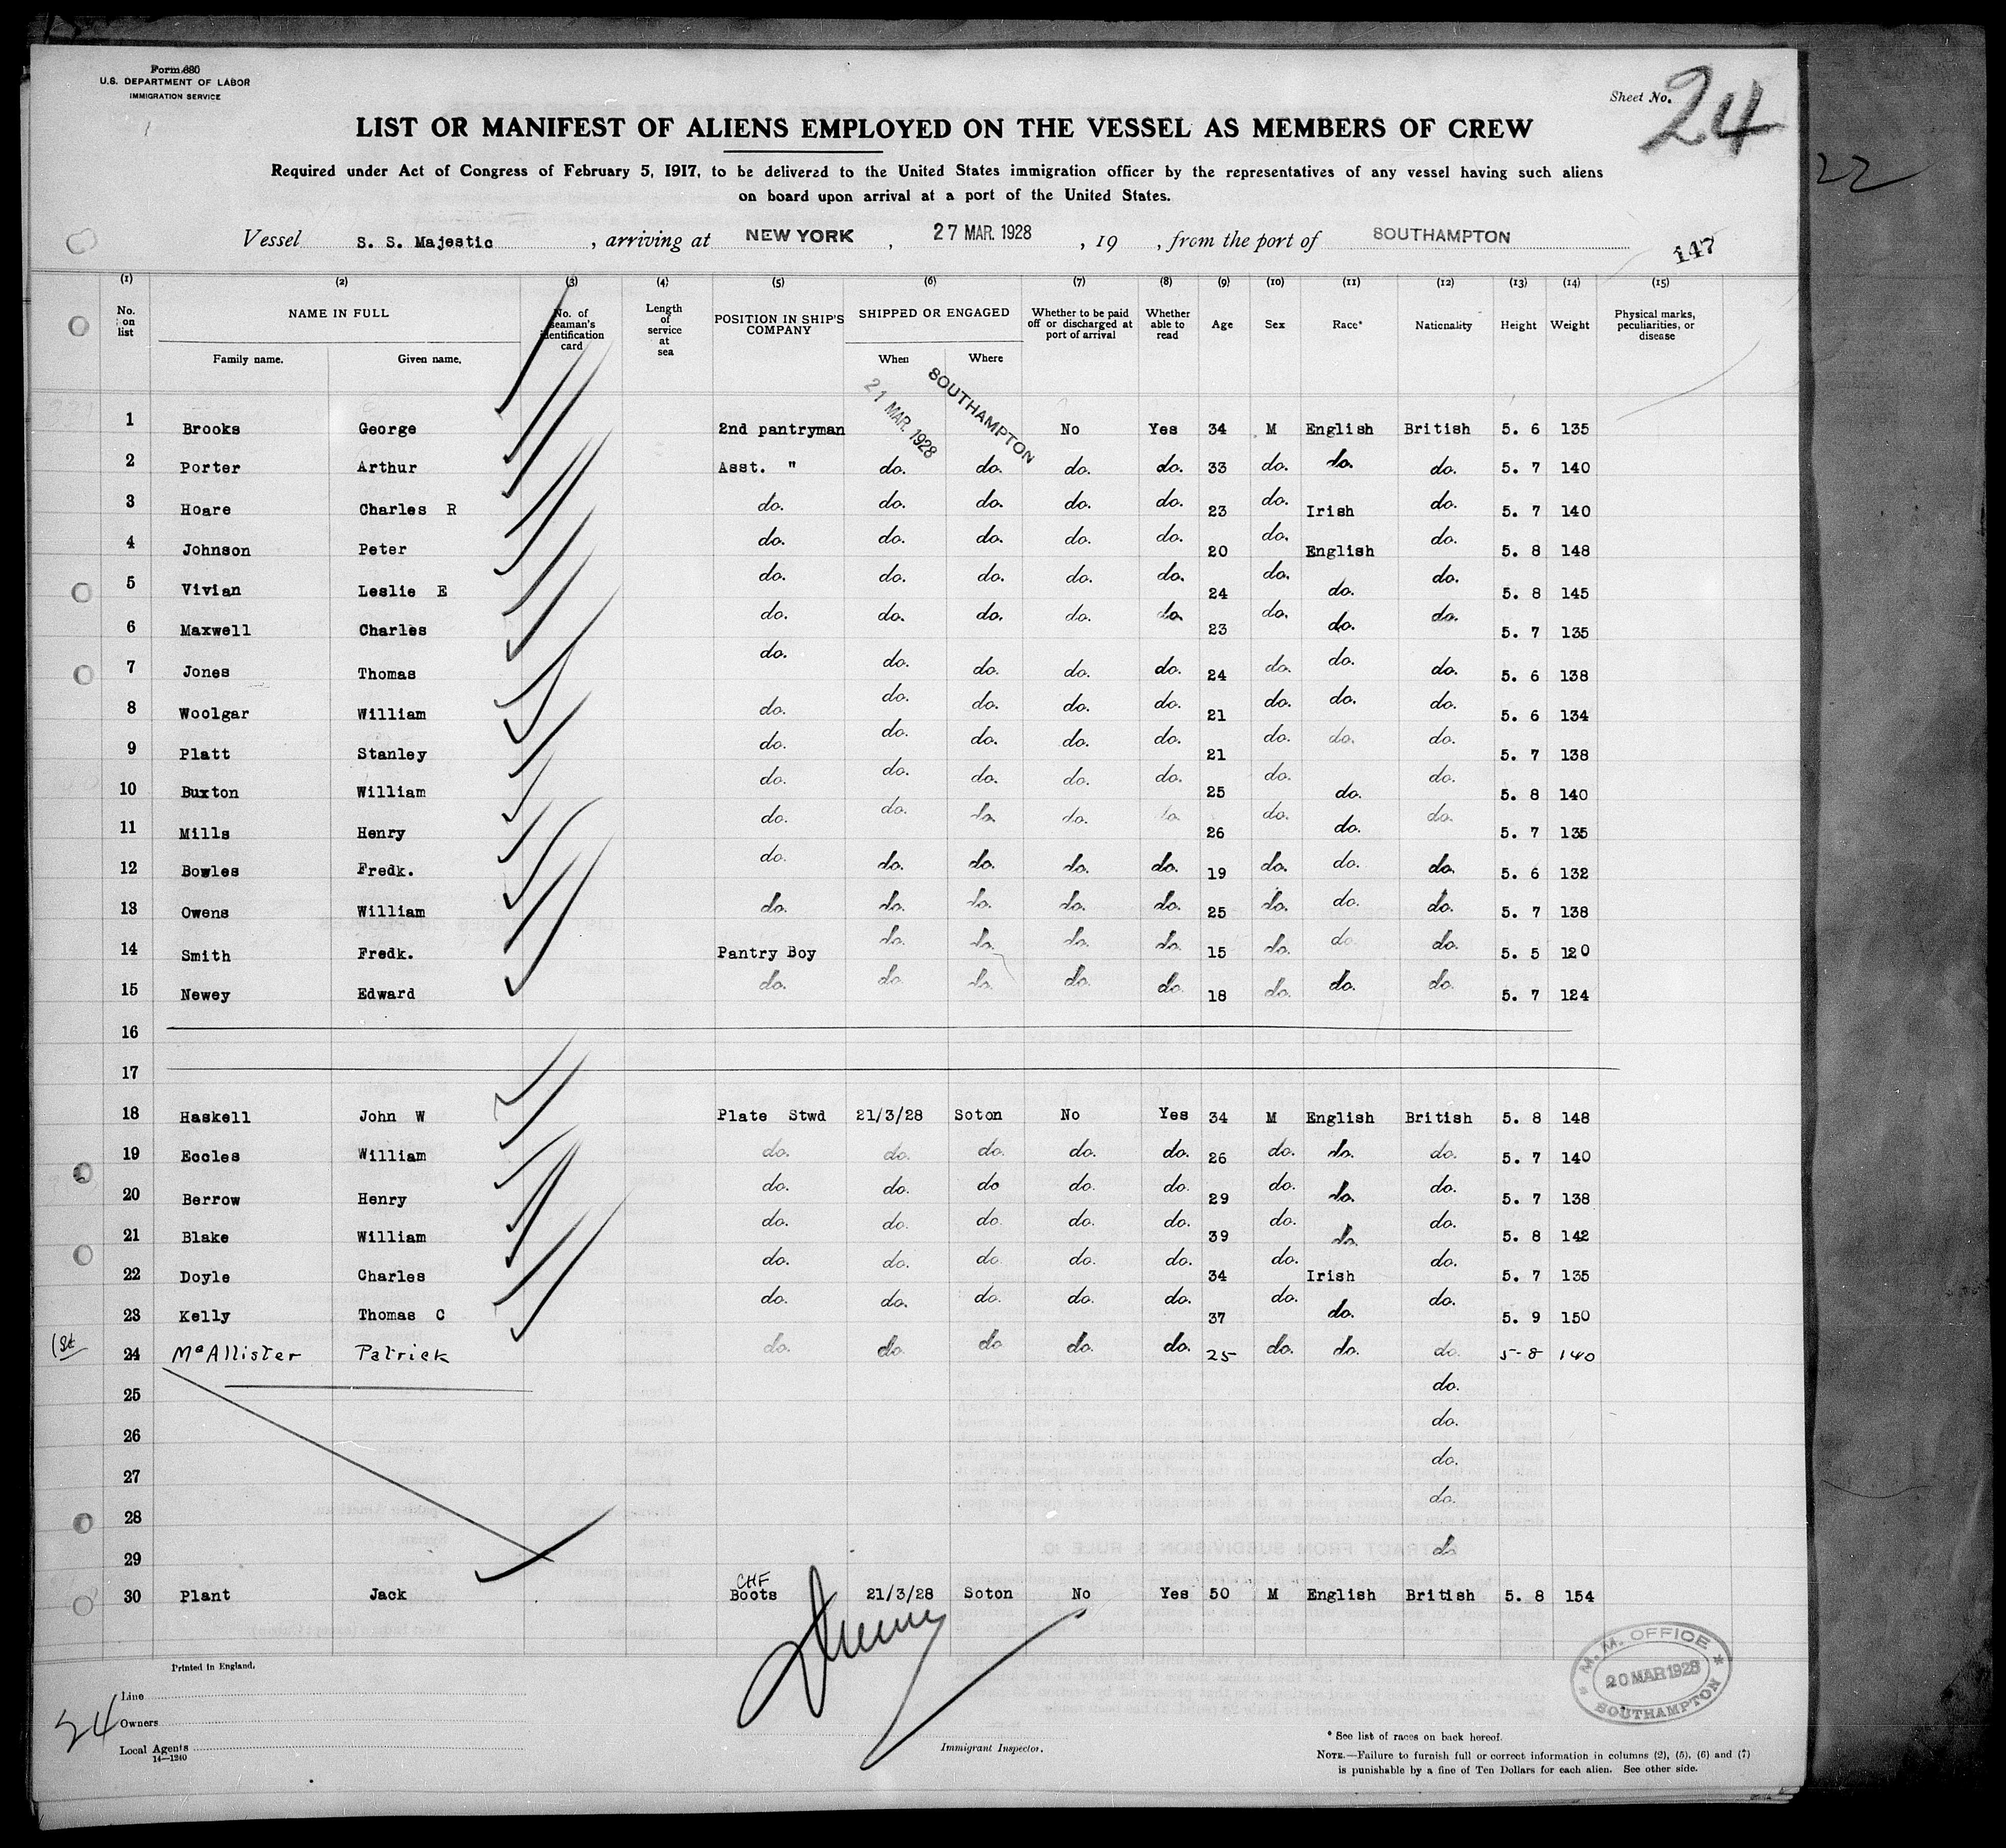 Form 680
U.S. DEPARTMENT OF LABOR
IMMIGRATION SERVICE
Sheet No. 24
22
LIST OR MANIFEST OF ALIENS EMPLOYED ON THE VESSEL AS MEMBERS OF CREW
Required under Act of Congress of February 5, 1917, to be delivered to the United States immigration officer by the representatives of any vessel having such aliens
on board upon arrival at a port of the United States.
Vessel S. S. Majestic , arriving at NEW YORK , 27 MAR. 1928 , 19 , from the port of SOUTHAMPTON
147
(1) (2) (3) (4) (5) (6) (7) (8) (9) (10) (11) (12) (13) (14) (15)
No. on list NAME IN FULL No. of seaman's identification card Length of service at sea POSITION IN SHIP'S COMPANY SHIPPED OR ENGAGED Whether to be paid off or discharged at port of arrival Whether able to read Age Sex Race* Nationality Height Weight Physical marks, peculiarities, or disease
Family name. Given name. When Where
21 MAR. 1928 SOUTHAMPTON
1 Brooks George 2nd pantryman No Yes 34 M English British 5. 6 135
2 Porter Arthur Asst. " do. do. do. do. 33 do. do. do. 5. 7 140
3 Hoare Charles R do. do. do. do. do. 23 do. Irish do. 5. 7 140
4 Johnson Peter do. do. do. do. do. 20 do. English do. 5. 8 148
5 Vivian Leslie E do. do. do. do. do. 24 do. do. do. 5. 8 145
6 Maxwell Charles do. do. do. do. do. 23 do. do. do. 5. 7 135
7 Jones Thomas do. do. do. do. do. 24 do. do. do. 5. 6 138
8 Woolgar William do. do. do. do. do. 21 do. do. do. 5. 6 134
9 Platt Stanley do. do. do. do. do. 21 do. do. do. 5. 7 138
10 Buxton William do. do. do. do. do. 25 do. do. do. 5. 8 140
11 Mills Henry do. do. do. do. do. 26 do. do. do. 5. 7 135
12 Bowles Fredk. do. do. do. do. do. 19 do. do. do. 5. 6 132
13 Owens William do. do. do. do. do. 25 do. do. do. 5. 7 138
14 Smith Fredk. Pantry Boy do. do. do. do. 15 do. do. do. 5. 5 120
15 Newey Edward do. do. do. do. do. 18 do. do. do. 5. 7 124
16
17
18 Haskell John W Plate Stwd 21/3/28 Soton No Yes 34 M English British 5. 8 148
19 Eccles William do. do. do. do. do. 26 do. do. do. 5. 7 140
20 Berrow Henry do. do. do do. do. 29 do. do. do. 5. 7 138
21 Blake William do. do. do. do. do. 39 do. do. do. 5. 8 142
22 Doyle Charles do. do. do. do. do. 34 do. Irish do. 5. 7 135
23 Kelly Thomas C do. do. do. do. do. 37 do. do. do. 5. 9 150
1st 24 McAllister Patrick do. do. do do. do. 25 do. do. do. 5-8 140
25 do.
26 do.
27 do.
28 do.
29 do
30 Plant Jack CHF Boots 21/3/28 Soton No Yes 50 M English British 5. 8 154
Printed in England.
M. M. OFFICE
20 MAR 1928
SOUTHAMPTON
24
Line
Owners
Local Agents
14—1240
Immigrant Inspector.
* See list of races on back hereof.
NOTE.—Failure to furnish full or correct information in columns (2), (5), (6) and (7)
is punishable by a fine of Ten Dollars for each alien. See other side.